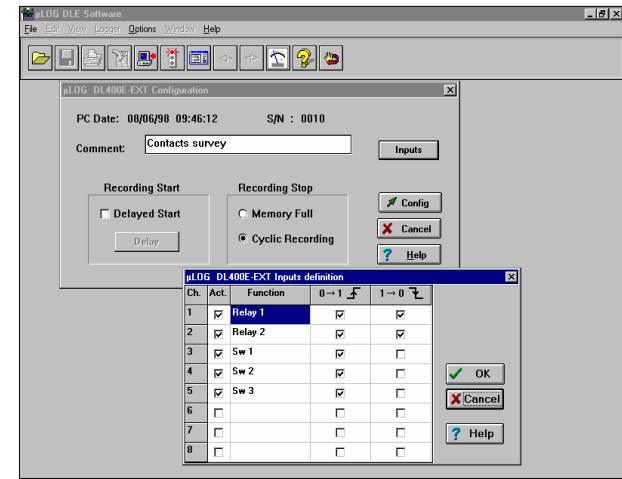 µLOG DLE Software
File Edit View Logger Options Window Help
µLOG DL400E-EXT Configuration
PC Date: 08/06/98 09:46:12 S/N : 0010
Comment: Contacts survey
Inputs
Recording Start Recording Stop
Delayed Start Memory Full
Delay Cyclic Recording
Config
Cancel
Help
µLOG DL400E-EXT Inputs definition
Ch. Act. Function 0→1 1→0
1 Relay 1
2 Relay 2
3 Sw 1
4 Sw 2
5 Sw 3
6
7
8
OK
Cancel
Help